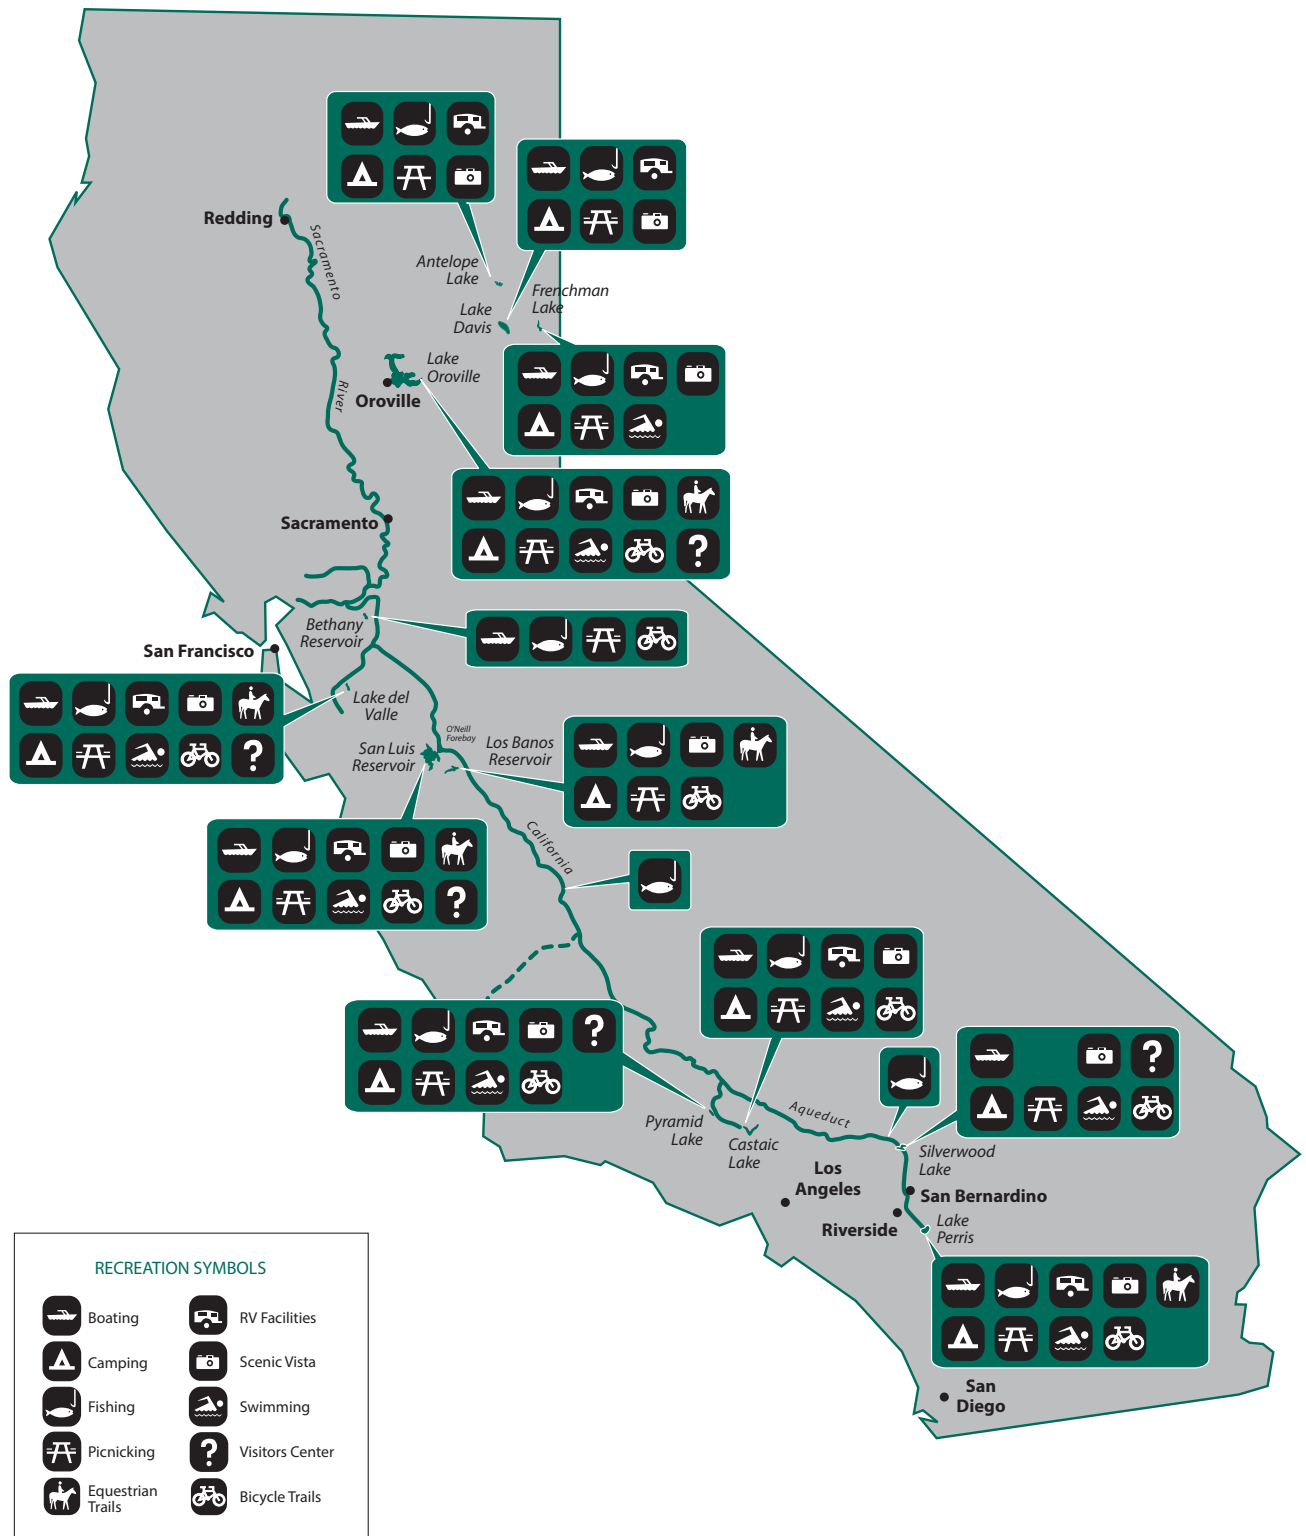 Redding
Sacramento
River
Antelope
Lake
Frenchman
Lake
Lake
Davis
Lake
Oroville
Oroville
Sacramento
Bethany
Reservoir
San Francisco
Lake del
Valle
O'Neill
Forebay
San Luis
Reservoir
Los Banos
Reservoir
California
Aqueduct
Pyramid
Lake
Castaic
Lake
Silverwood
Lake
Los
Angeles
San Bernardino
Riverside
Lake
Perris
San
Diego
RECREATION SYMBOLS
Boating
RV Facilities
Camping
Scenic Vista
Fishing
Swimming
Picnicking
? Visitors Center
Equestrian
Trails
Bicycle Trails
?
?
?
?
?